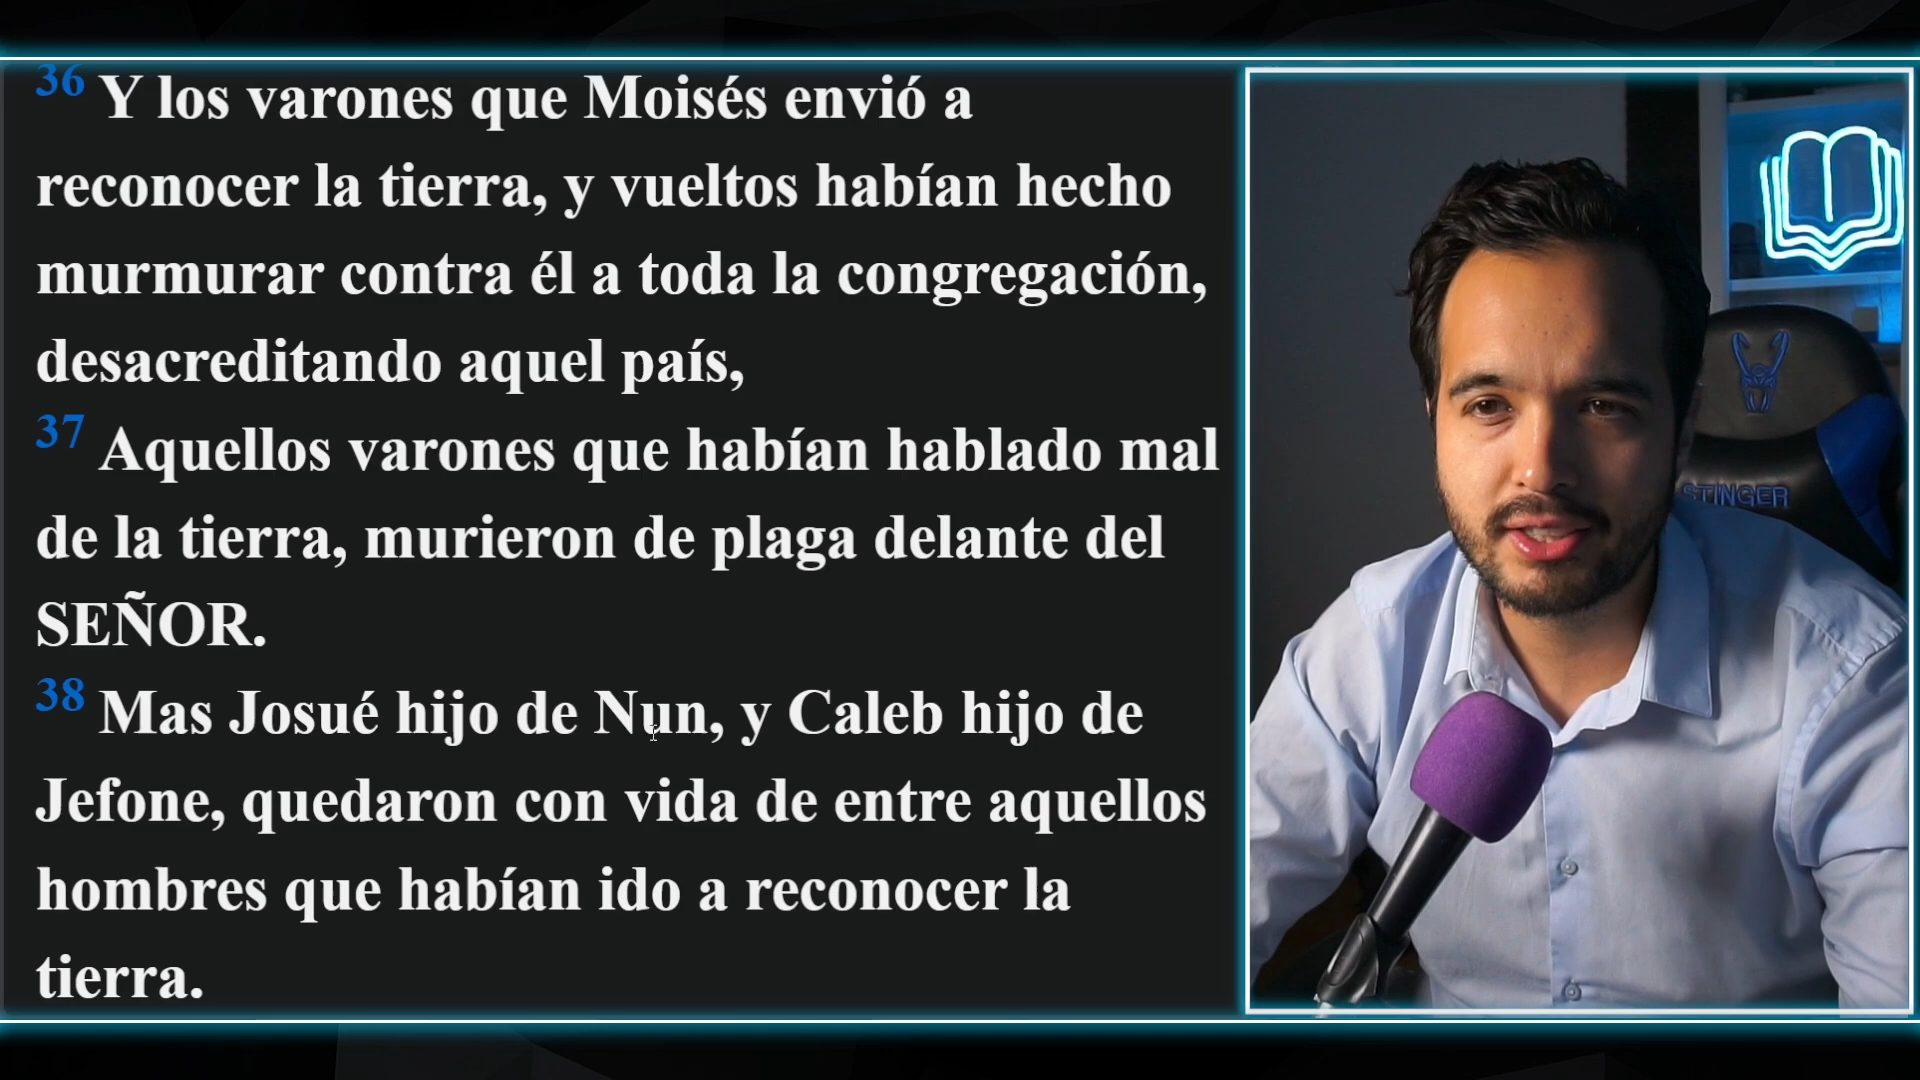 36 Y los varones que Moisés envió a
reconocer la tierra, y vueltos habían hecho
murmurar contra él a toda la congregación,
desacreditando aquel país,
37 Aquellos varones que habían hablado mal
de la tierra, murieron de plaga delante del
SEÑOR.
38 Mas Josué hijo de Nun, y Caleb hijo de
Jefone, quedaron con vida de entre aquellos
hombres que habían ido a reconocer la
tierra.
STINGER